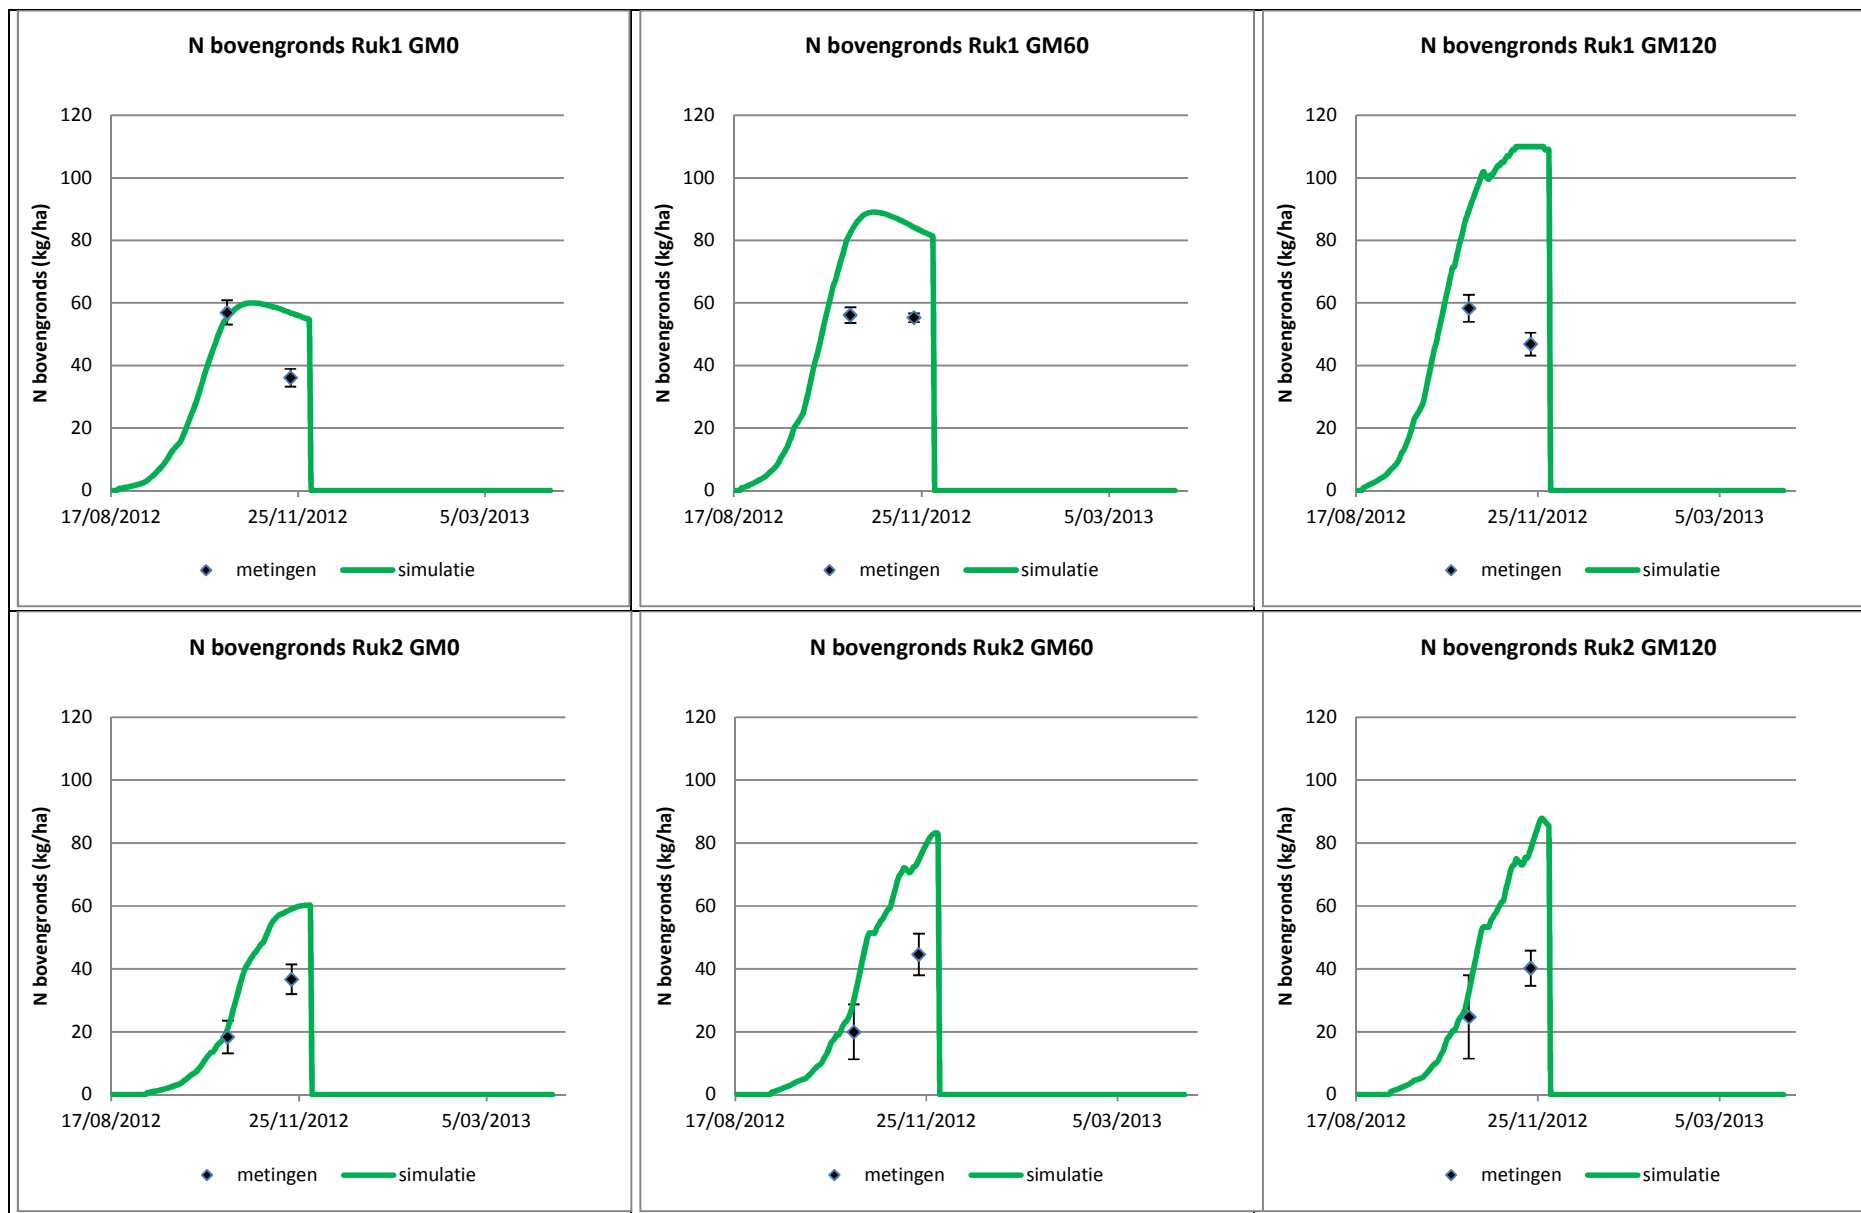 N bovengronds Ruk1 GM0
N bovengronds (kg/ha)
120
100
80
60
40
20
0
17/08/2012 25/11/2012 5/03/2013
metingen simulatie
N bovengronds Ruk1 GM60
N bovengronds (kg/ha)
120
100
80
60
40
20
0
17/08/2012 25/11/2012 5/03/2013
metingen simulatie
N bovengronds Ruk1 GM120
N bovengronds (kg/ha)
120
100
80
60
40
20
0
17/08/2012 25/11/2012 5/03/2013
metingen simulatie
N bovengronds Ruk2 GM0
N bovengronds (kg/ha)
120
100
80
60
40
20
0
17/08/2012 25/11/2012 5/03/2013
metingen simulatie
N bovengronds Ruk2 GM60
N bovengronds (kg/ha)
120
100
80
60
40
20
0
17/08/2012 25/11/2012 5/03/2013
metingen simulatie
N bovengronds Ruk2 GM120
N bovengronds (kg/ha)
120
100
80
60
40
20
0
17/08/2012 25/11/2012 5/03/2013
metingen simulatie